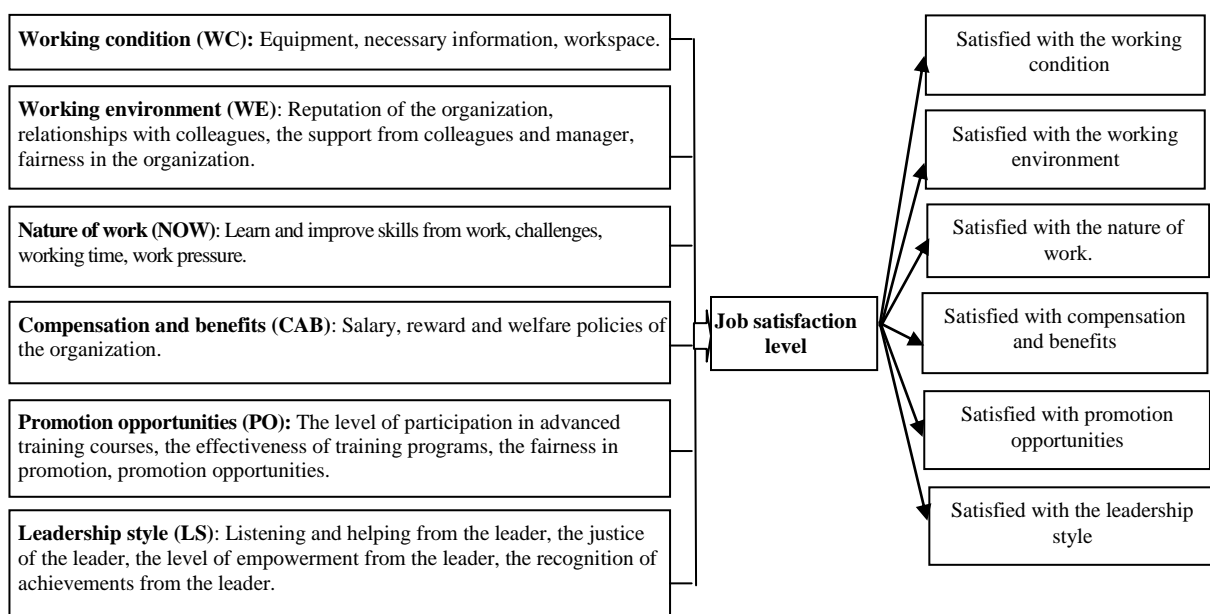 Working condition (WC): Equipment, necessary information, workspace.
Working environment (WE): Reputation of the organization,
relationships with colleagues, the support from colleagues and manager,
fairness in the organization.
Nature of work (NOW): Learn and improve skills from work, challenges,
working time, work pressure.
Compensation and benefits (CAB): Salary, reward and welfare policies of
the organization.
Promotion opportunities (PO): The level of participation in advanced
training courses, the effectiveness of training programs, the fairness in
promotion, promotion opportunities.
Leadership style (LS): Listening and helping from the leader, the justice
of the leader, the level of empowerment from the leader, the recognition of
achievements from the leader.
Job satisfaction
level
Satisfied with the working
condition
Satisfied with the working
environment
Satisfied with the nature of
work.
Satisfied with compensation
and benefits
Satisfied with promotion
opportunities
Satisfied with the leadership
style